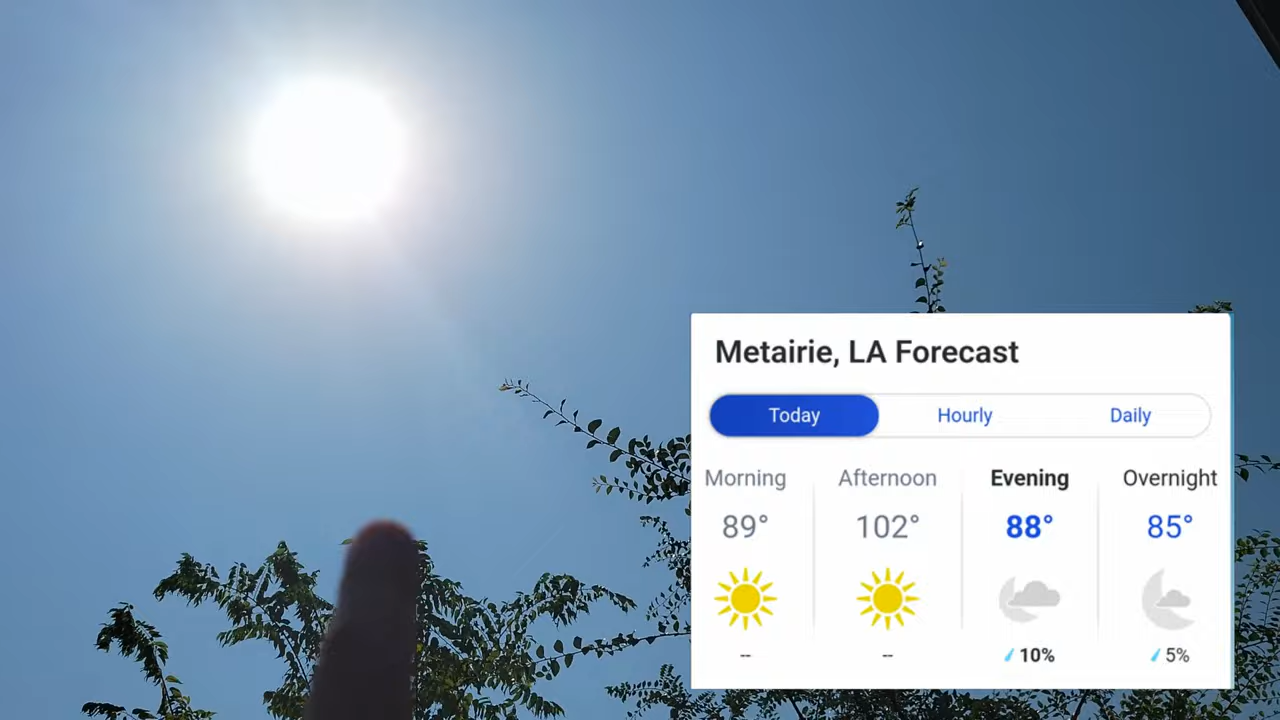 Metairie, LA Forecast
Today Hourly Daily
Morning Afternoon Evening Overnight
89° 102° 88° 85°
-- -- 10% 5%